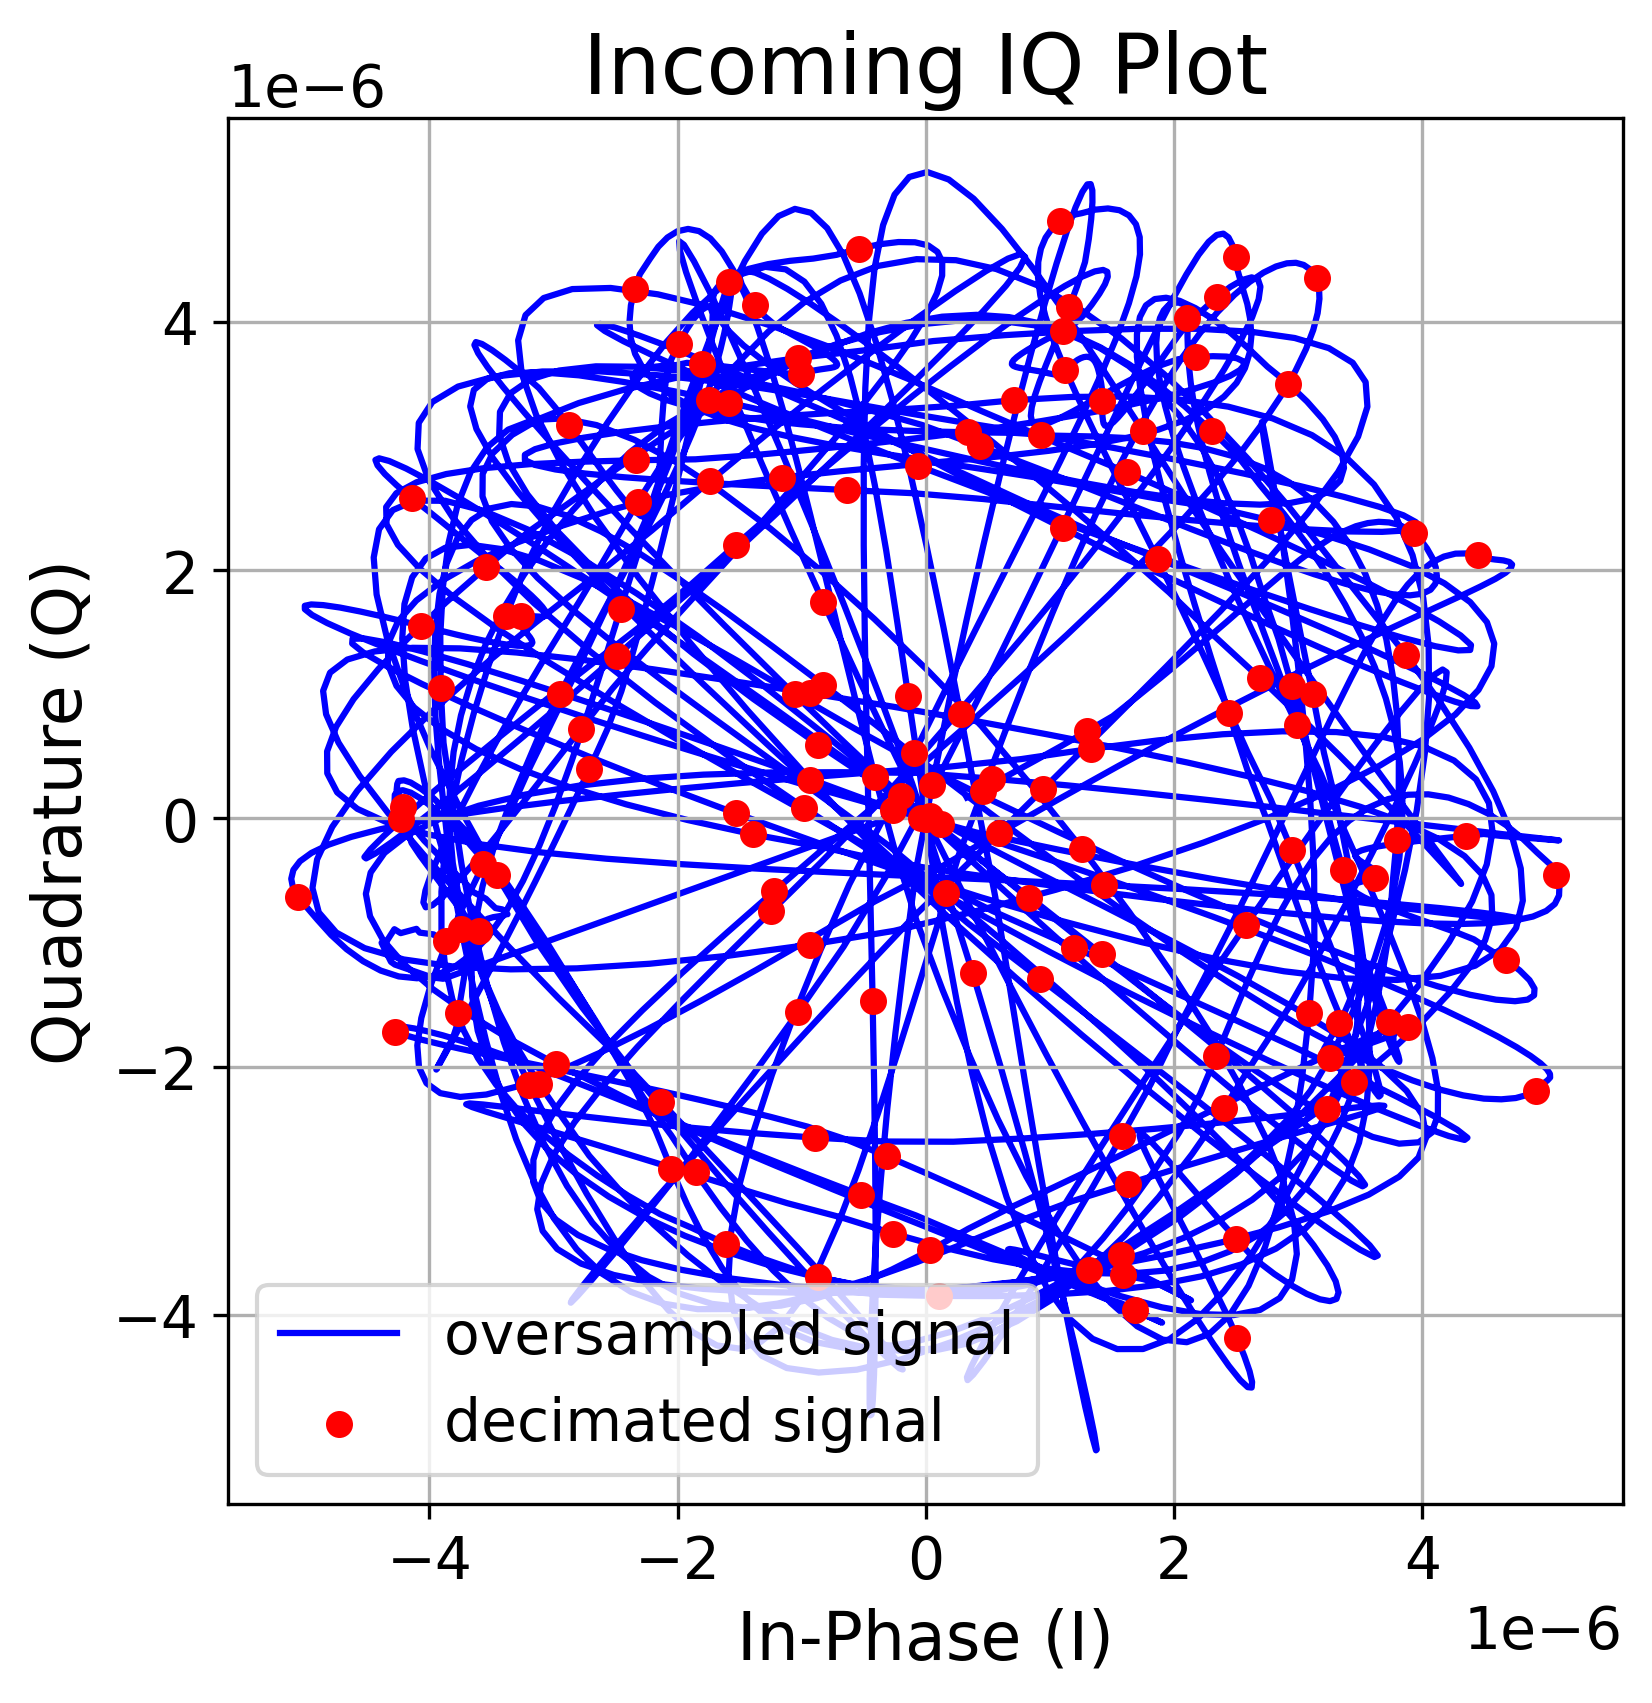 Incoming IQ Plot
1e−6
Quadrature (Q)
4
2
0
−2
−4
oversampled signal
decimated signal
−4
−2
0
2
4
In-Phase (I)
1e−6